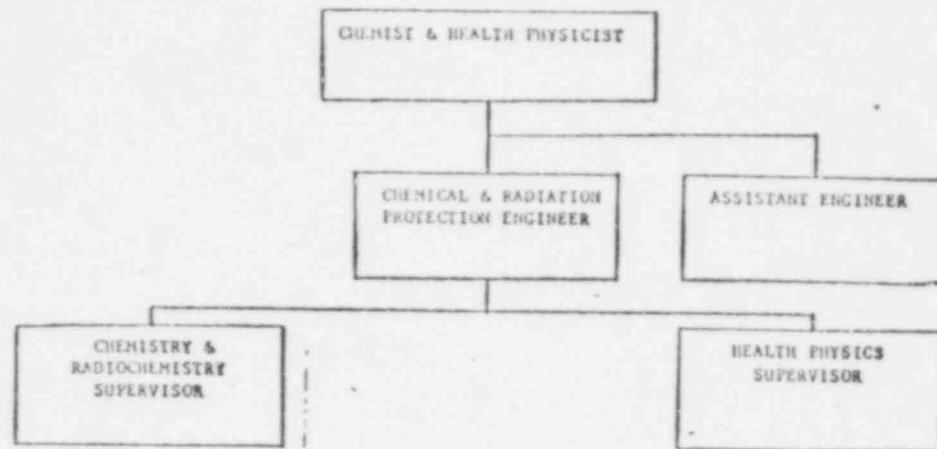 CHEMIST & HEALTH PHYSICIST
CHEMICAL & RADIATION
PROTECTION ENGINEER
ASSISTANT ENGINEER
CHEMISTRY &
RADIOCHEMISTRY
SUPERVISOR
HEALTH PHYSICS
SUPERVISOR